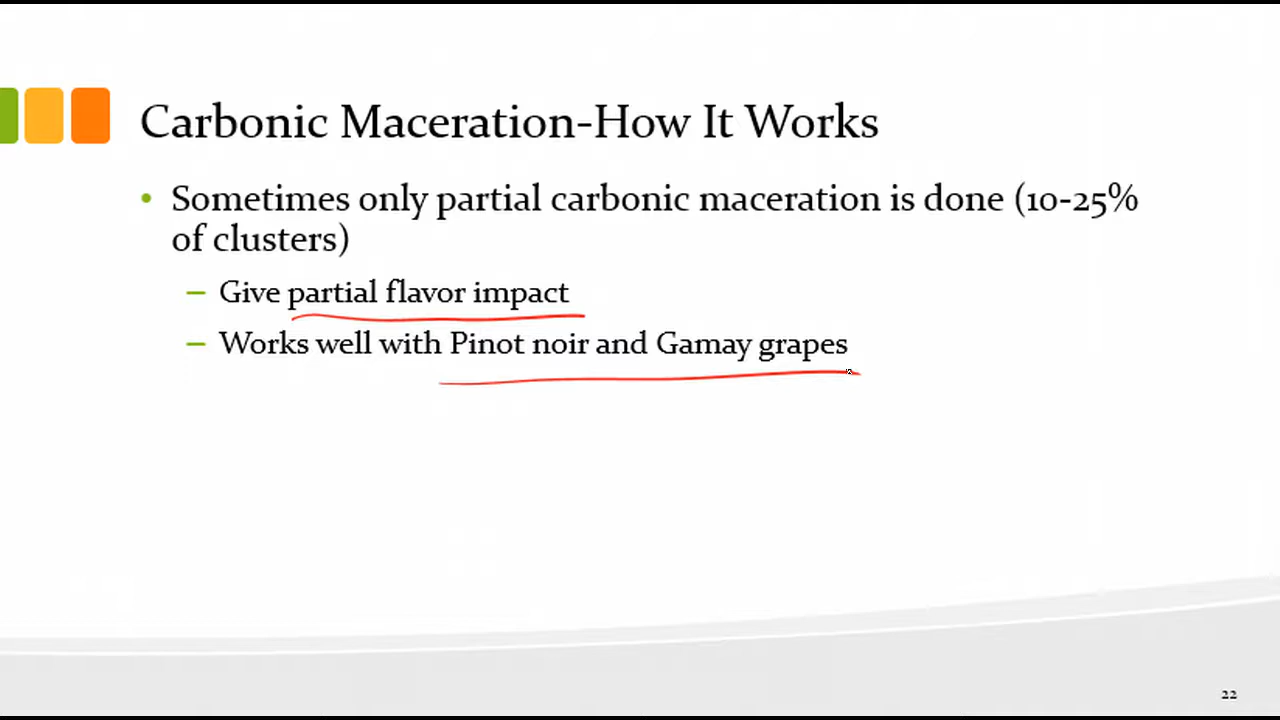 Carbonic Maceration-How It Works
• Sometimes only partial carbonic maceration is done (10-25%
of clusters)
– Give partial flavor impact
– Works well with Pinot noir and Gamay grapes
22